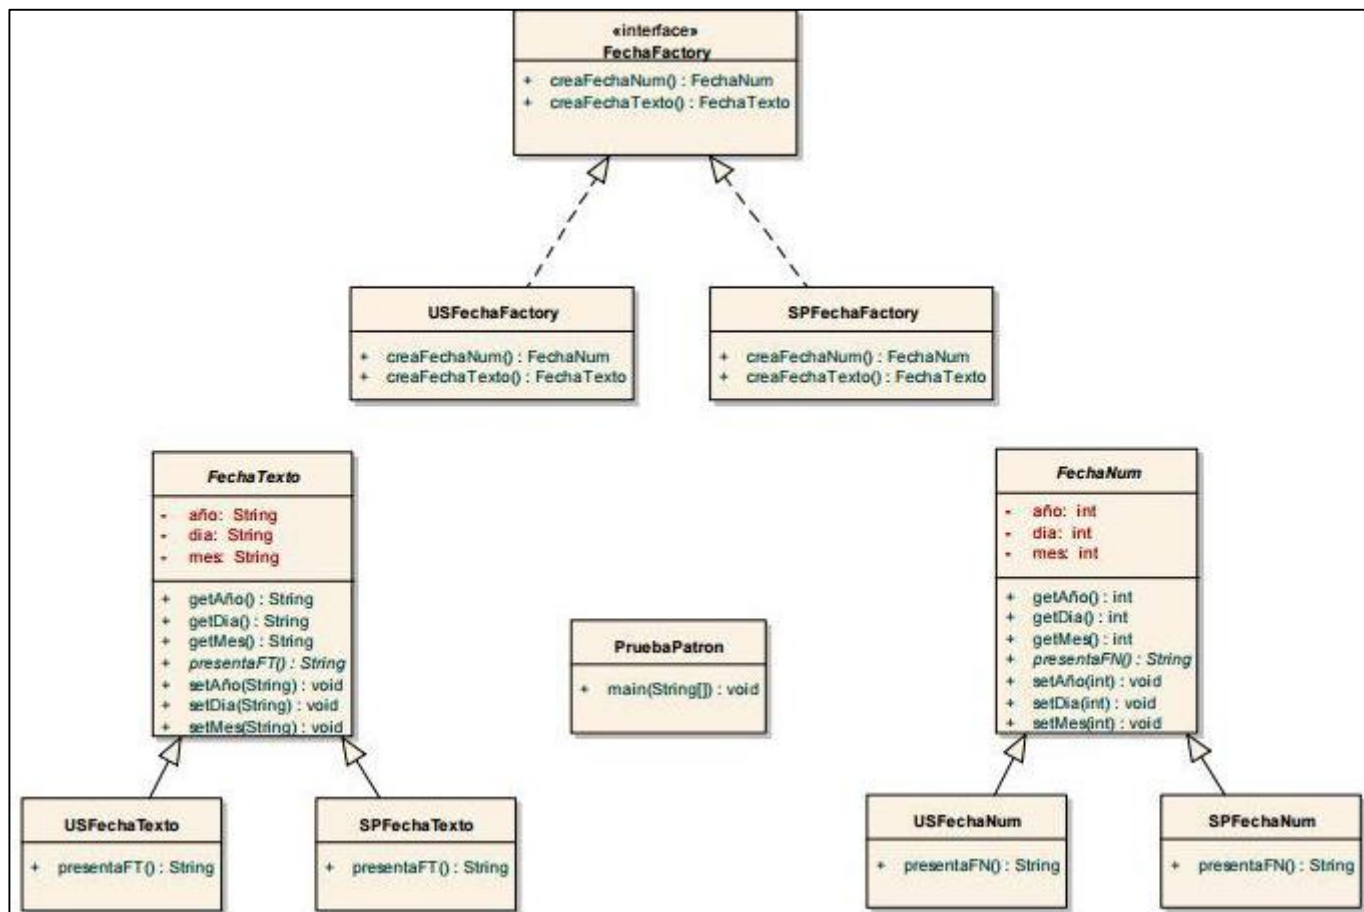 «interface»
FechaFactory
+ creaFechaNum() : FechaNum
+ creaFechaTexto() : FechaTexto
USFechaFactory
+ creaFechaNum() : FechaNum
+ creaFechaTexto() : FechaTexto
SPFechaFactory
+ creaFechaNum() : FechaNum
+ creaFechaTexto() : FechaTexto
FechaTexto
- año: String
- dia: String
- mes: String
+ getAño() : String
+ getDia() : String
+ getMes() : String
+ presentaFT() : String
+ setAño(String) : void
+ setDia(String) : void
+ setMes(String) : void
PruebaPatron
+ main(String[]) : void
FechaNum
- año: int
- dia: int
- mes: int
+ getAño() : int
+ getDia() : int
+ getMes() : int
+ presentaFN() : String
+ setAño(int) : void
+ setDia(int) : void
+ setMes(int) : void
USFechaTexto
+ presentaFT() : String
SPFechaTexto
+ presentaFT() : String
USFechaNum
+ presentaFN() : String
SPFechaNum
+ presentaFN() : String